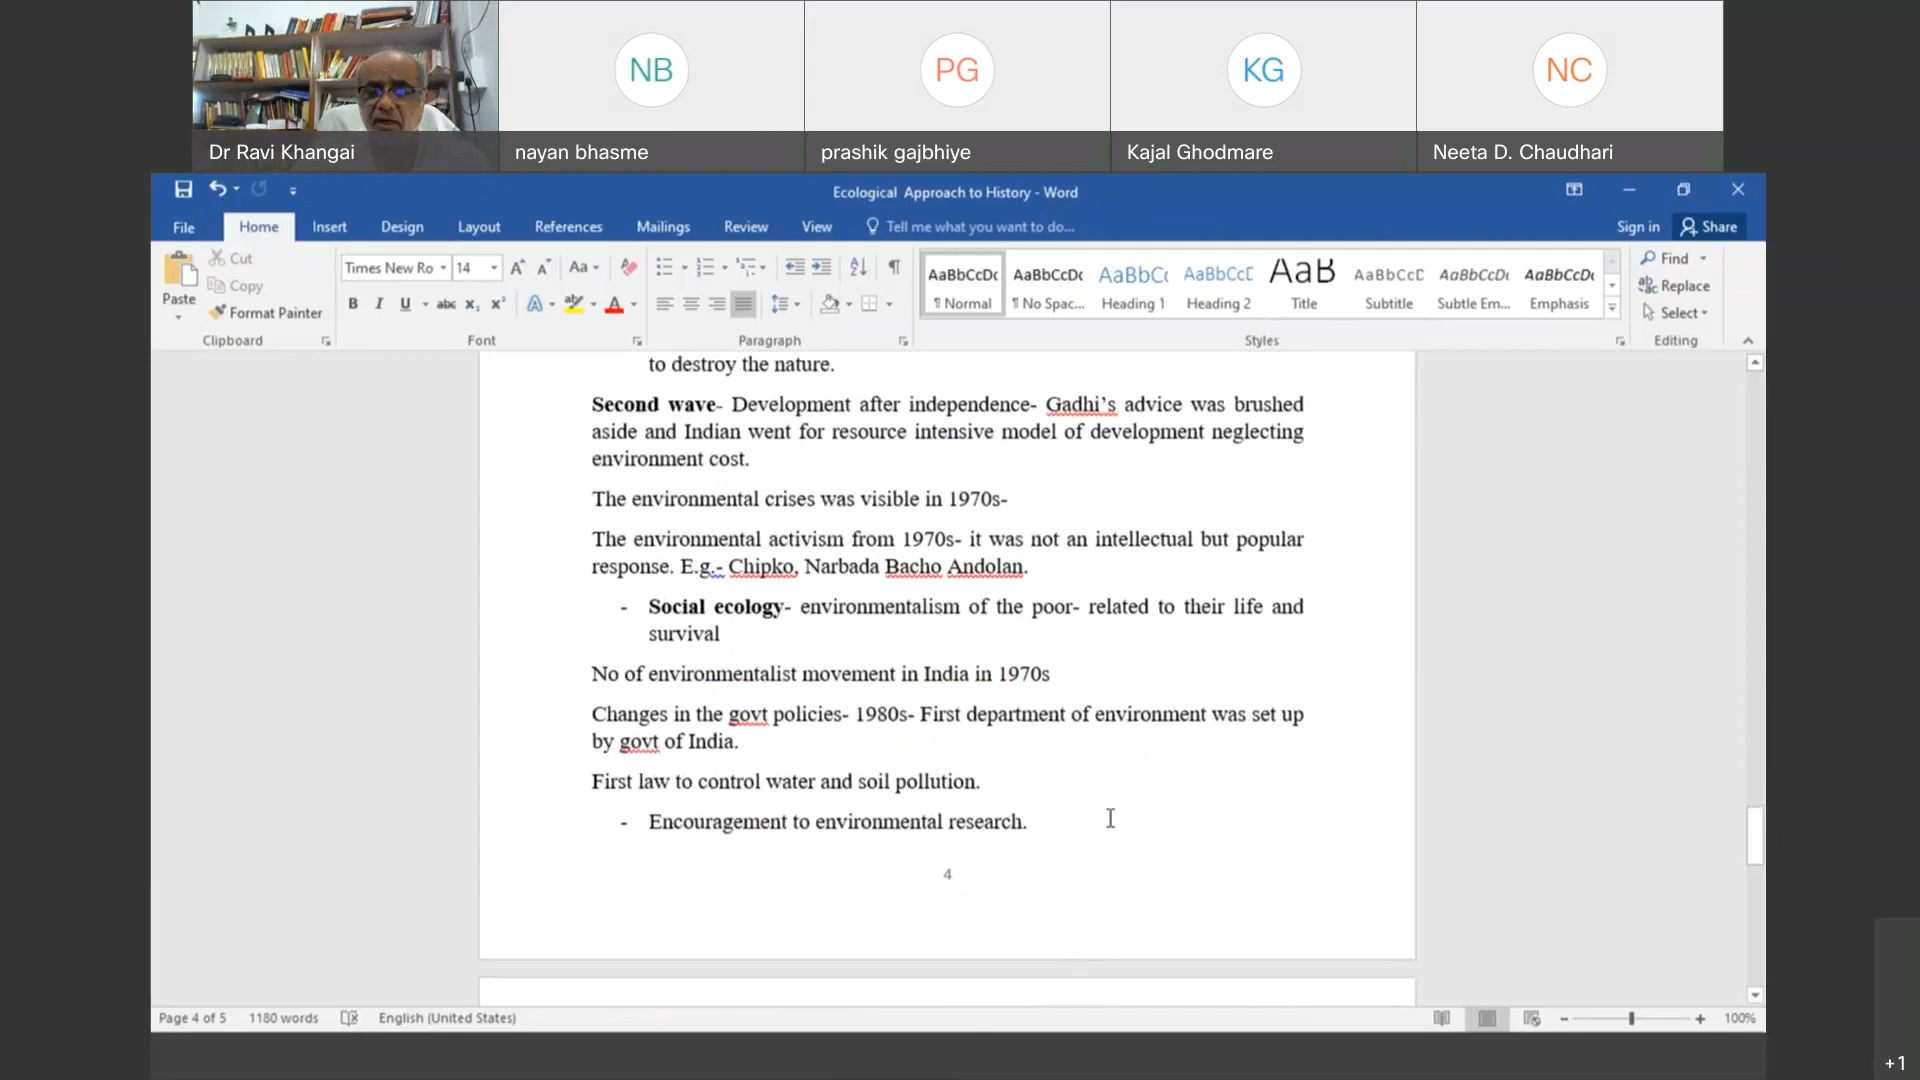 NB
PG
KG
NC
Dr Ravi Khangai
nayan bhasme
prashik gajbhiye
Kajal Ghodmare
Neeta D. Chaudhari
Ecological Approach to History - Word
File
Home
Insert
Design
Layout
References
Mailings
Review
View
Tell me what you want to do...
Sign in
Share
Paste
Cut
Copy
Format Painter
Clipboard
Times New Ro
14
Font
Paragraph
AaBbCcDc
¶ Normal
AaBbCcDc
¶ No Spac...
AaBbCc
Heading 1
AaBbCcC
Heading 2
AaB
Title
AaBbCcC
Subtitle
AaBbCcDc
Subtle Em...
AaBbCcDc
Emphasis
Styles
Find
Replace
Select
Editing
to destroy the nature.
Second wave- Development after independence- Gadhi's advice was brushed
aside and Indian went for resource intensive model of development neglecting
environment cost.
The environmental crises was visible in 1970s-
The environmental activism from 1970s- it was not an intellectual but popular
response. E.g.- Chipko, Narbada Bacho Andolan.
- Social ecology- environmentalism of the poor- related to their life and
survival
No of environmentalist movement in India in 1970s
Changes in the govt policies- 1980s- First department of environment was set up
by govt of India.
First law to control water and soil pollution.
- Encouragement to environmental research.
4
Page 4 of 5
1180 words
English (United States)
100%
+1